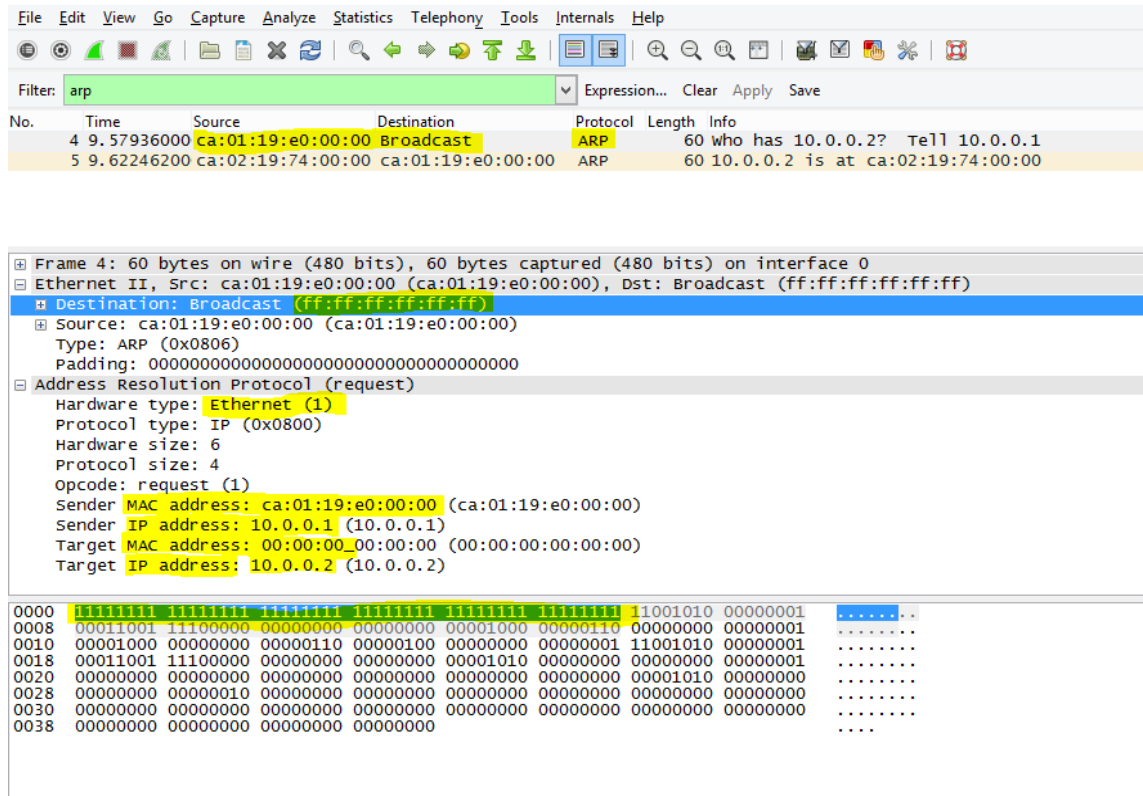 File Edit View Go Capture Analyze Statistics Telephony Tools Internals Help
Filter: arp Expression... Clear Apply Save
No. Time Source Destination Protocol Length Info
4 9.57936000 ca:01:19:e0:00:00 Broadcast ARP 60 Who has 10.0.0.2? Tell 10.0.0.1
5 9.62246200 ca:02:19:74:00:00 ca:01:19:e0:00:00 ARP 60 10.0.0.2 is at ca:02:19:74:00:00
Frame 4: 60 bytes on wire (480 bits), 60 bytes captured (480 bits) on interface 0
Ethernet II, Src: ca:01:19:e0:00:00 (ca:01:19:e0:00:00), Dst: Broadcast (ff:ff:ff:ff:ff:ff)
Destination: Broadcast (ff:ff:ff:ff:ff:ff)
Source: ca:01:19:e0:00:00 (ca:01:19:e0:00:00)
Type: ARP (0x0806)
Padding: 000000000000000000000000000000000000
Address Resolution Protocol (request)
Hardware type: Ethernet (1)
Protocol type: IP (0x0800)
Hardware size: 6
Protocol size: 4
Opcode: request (1)
Sender MAC address: ca:01:19:e0:00:00 (ca:01:19:e0:00:00)
Sender IP address: 10.0.0.1 (10.0.0.1)
Target MAC address: 00:00:00_00:00:00 (00:00:00:00:00:00)
Target IP address: 10.0.0.2 (10.0.0.2)
0000 11111111 11111111 11111111 11111111 11111111 11111111 11001010 00000001 ........
0008 00011001 11100000 00000000 00000000 00001000 00000110 00000000 00000001 ........
0010 00001000 00000000 00000110 00000100 00000000 00000001 11001010 00000001 ........
0018 00011001 11100000 00000000 00000000 00001010 00000000 00000000 00000001 ........
0020 00000000 00000000 00000000 00000000 00000000 00000000 00001010 00000000 ........
0028 00000000 00000010 00000000 00000000 00000000 00000000 00000000 00000000 ........
0030 00000000 00000000 00000000 00000000 00000000 00000000 00000000 00000000 ........
0038 00000000 00000000 00000000 00000000 ....